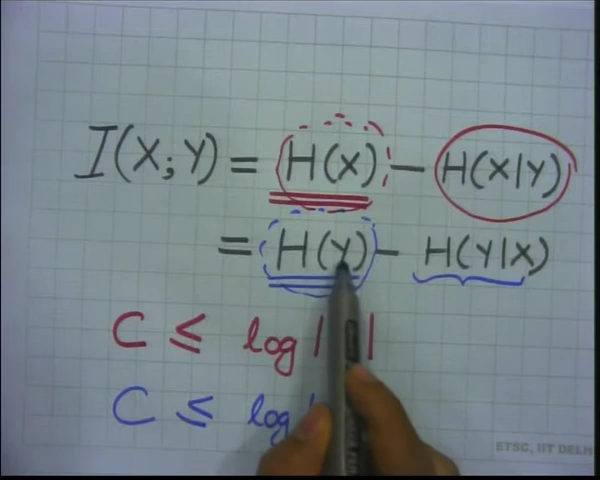 I(X;Y) = H(X) − H(X|Y)
= H(Y) − H(Y|X)
C ≤ log | |
C ≤ log
ETSC, IIT DELHI